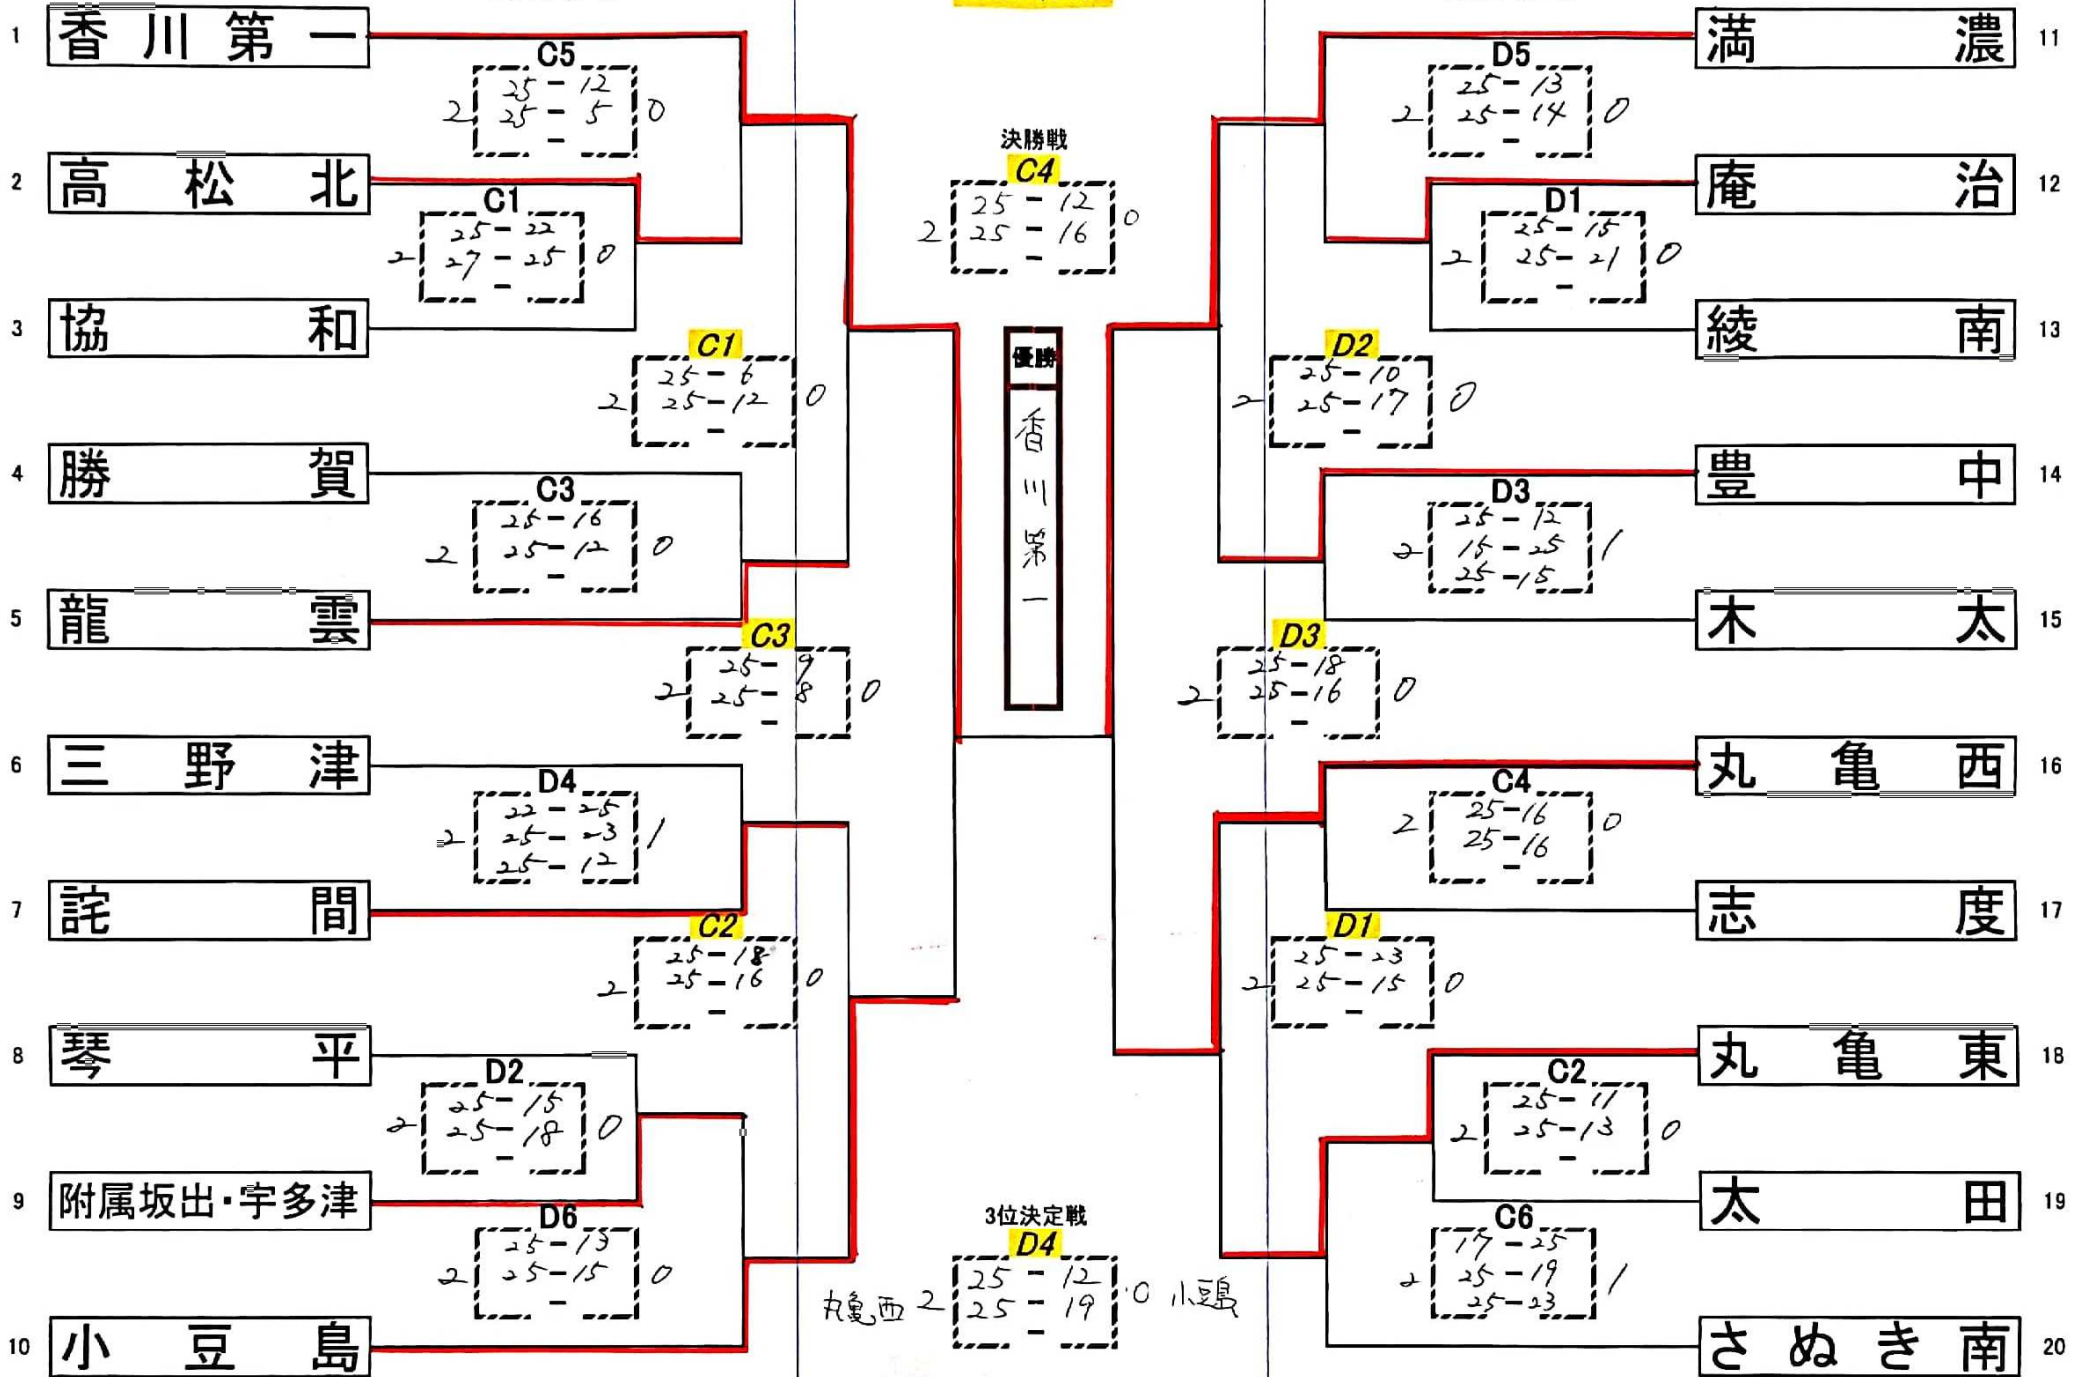 1 香川第一
C5
25 - 12
2 25 - 5 0
-
2 高松北
C1
25 - 22
2 27 - 25 0
-
3 協和
C1
25 - 6
2 25 - 12 0
-
4 勝賀
C3
25 - 16
2 25 - 12 0
-
5 龍雲
C3
25 - 9
2 25 - 8 0
-
6 三野津
D4
22 - 25
2 25 - 23 1
25 - 12
7 詫間
C2
25 - 18
2 25 - 16 0
-
8 琴平
D2
25 - 15
2 25 - 18 0
-
9 附属坂出・宇多津
D6
25 - 13
2 25 - 15 0
-
10 小豆島
決勝戦
C4
25 - 12
2 25 - 16 0
-
優勝
香川第一
3位決定戦
D4
25 - 12
丸亀西 2 25 - 19 0 小豆島
-
満濃 11
D5
25 - 13
2 25 - 14 0
-
庵治 12
D1
25 - 15
2 25 - 21 0
-
綾南 13
D2
25 - 10
2 25 - 17 0
-
豊中 14
D3
25 - 12
2 15 - 25 1
25 - 15
木太 15
D3
25 - 18
2 25 - 16 0
-
丸亀西 16
C4
25 - 16
2 25 - 16 0
-
志度 17
D1
25 - 23
2 25 - 15 0
-
丸亀東 18
C2
25 - 11
2 25 - 13 0
-
太田 19
C6
17 - 25
2 25 - 19 1
25 - 23
さぬき南 20